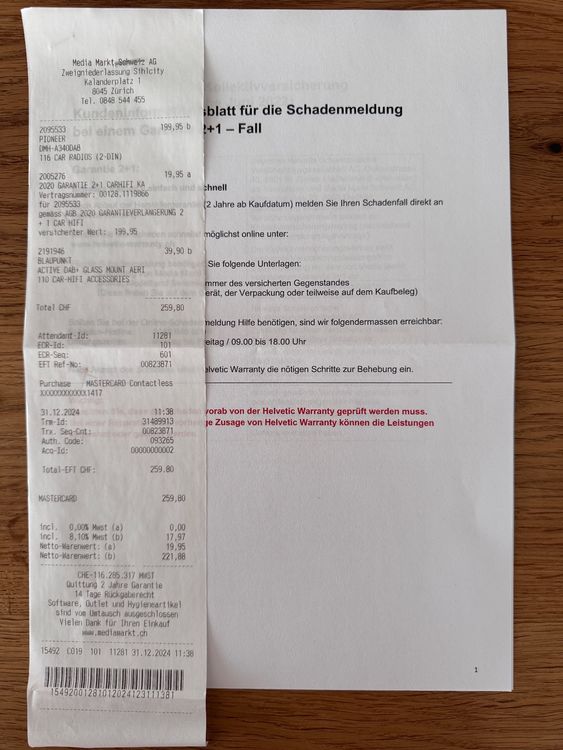 Media Markt Schweiz AG
Zweigniederlassung Sihlcity
Kalanderplatz 1
8045 Zürich
Tel. 0848 544 455
2095533 199,95 b
PIONEER
DMH-A340DAB
116 CAR RADIOS (2-DIN)
2005276 19,95 a
2020 GARANTIE 2+1 CARHIFI KA
Vertragsnummer: 00128.1119866
für 2095533
gemäss AGB 2020 GARANTIEVERLÄNGERUNG 2
+ 1 CAR HIFI
versicherter Wert: 199,95
2191946 39,90 b
BLAUPUNKT
ACTIVE DAB+ GLASS MOUNT AERI
110 CAR-HIFI ACCESSORIES
Total CHF 259,80
Attendant-Id: 11281
ECR-Id: 101
ECR-Seq: 601
EFT Ref-No: 00823871
Purchase MASTERCARD Contactless
XXXXXXXXXXXX1417
31.12.2024 11:38
Trm-Id: 31489913
Trx. Seq-Cnt: 00823871
Auth. Code: 093265
Acq-Id: 00000000002
Total-EFT CHF: 259.80
MASTERCARD 259,80
incl. 0,00% Mwst (a) 0,00
incl. 8,10% Mwst (b) 17,97
Netto-Warenwert: (a) 19,95
Netto-Warenwert: (b) 221,88
CHE-116.285.317 MWST
Quittung 2 Jahre Garantie
14 Tage Rückgaberecht
Software, Outlet und Hygieneartikel
sind vom Umtausch ausgeschlossen
Vielen Dank für Ihren Einkauf
www.mediamarkt.ch
15492 C019 101 11281 31.12.2024 11:38
sblatt für die Schadenmeldung
2+1 – Fall
chnell
(2 Jahre ab Kaufdatum) melden Sie Ihren Schadenfall direkt an
möglichst online unter:
Sie folgende Unterlagen:
mmer des versicherten Gegenstandes
erät, der Verpackung oder teilweise auf dem Kaufbeleg)
meldung Hilfe benötigen, sind wir folgendermassen erreichbar:
eitag / 09.00 bis 18.00 Uhr
elvetic Warranty die nötigen Schritte zur Behebung ein.
vorab von der Helvetic Warranty geprüft werden muss.
ge Zusage von Helvetic Warranty können die Leistungen
1